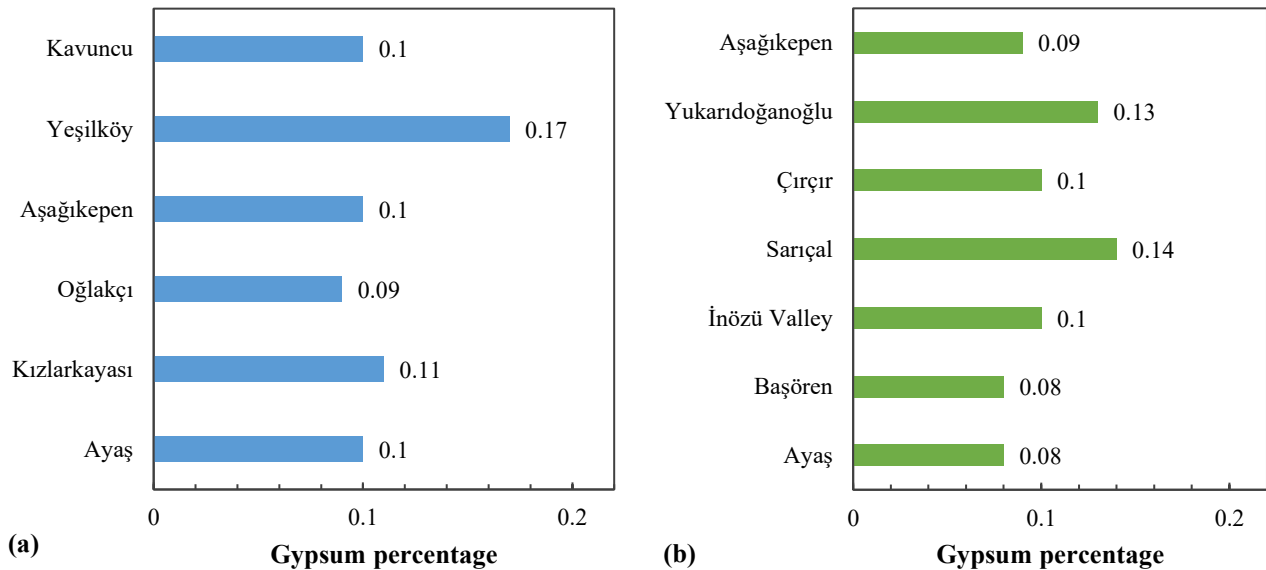 Kavuncu
0.1
Yeşilköy
0.17
Aşağıkepen
0.1
Oğlakçı
0.09
Kızlarkayası
0.11
Ayaş
0.1
0
0.1
0.2
(a)
Gypsum percentage
Aşağıkepen
0.09
Yukarıdoğanoğlu
0.13
Çırçır
0.1
Sarıçal
0.14
İnözü Valley
0.1
Başören
0.08
Ayaş
0.08
0
0.1
0.2
(b)
Gypsum percentage